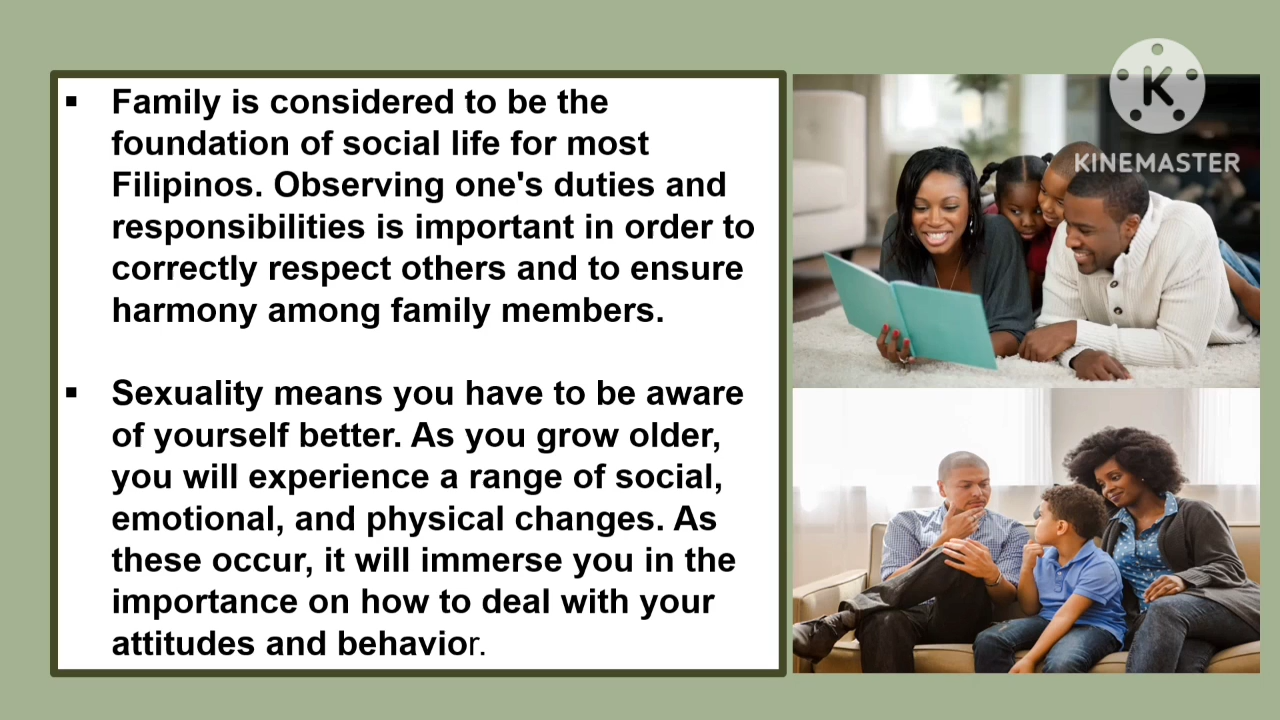 ▪ Family is considered to be the
foundation of social life for most
Filipinos. Observing one's duties and
responsibilities is important in order to
correctly respect others and to ensure
harmony among family members.
▪ Sexuality means you have to be aware
of yourself better. As you grow older,
you will experience a range of social,
emotional, and physical changes. As
these occur, it will immerse you in the
importance on how to deal with your
attitudes and behavior.
K
KINEMASTER